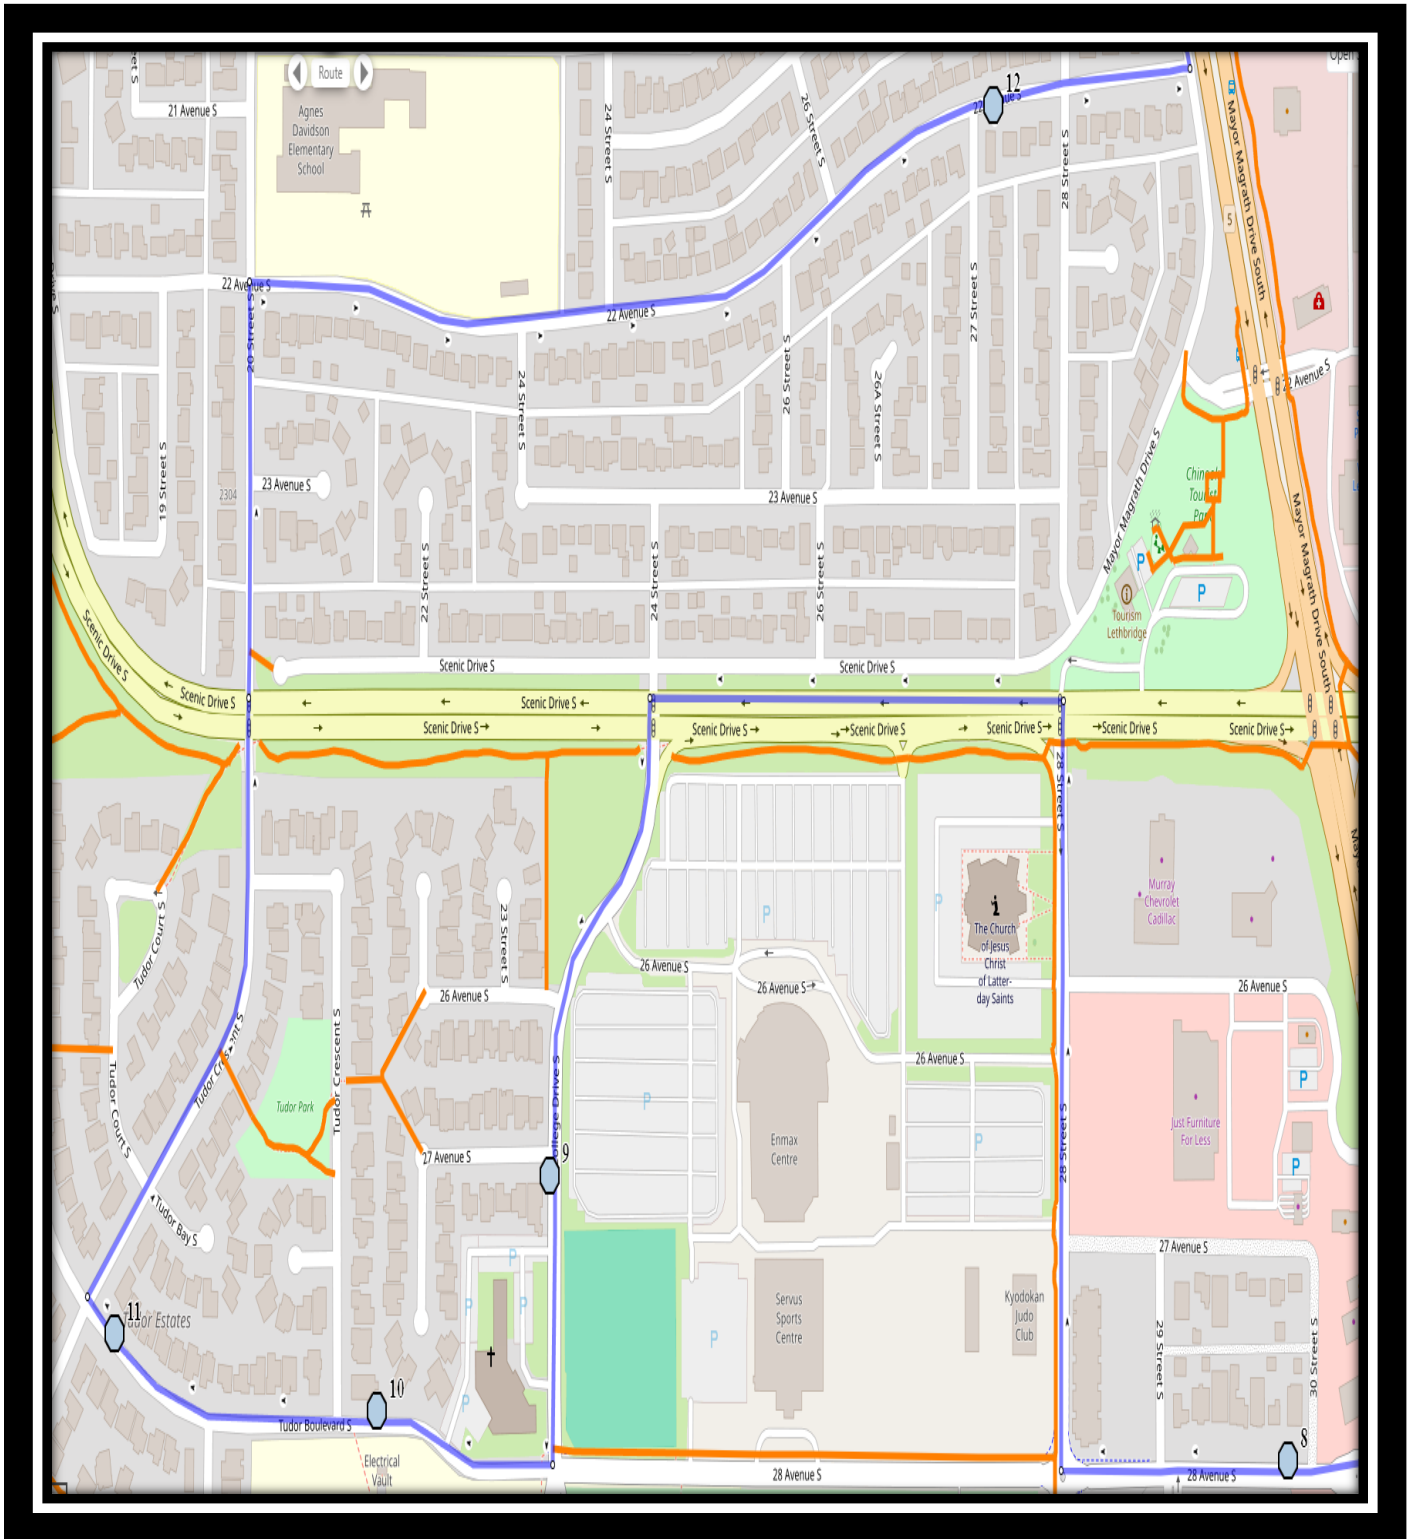 Route
12
21 Avenue S
Agnes
Davidson
Elementary
School
24 Street S
26 Street S
28 Street S
Mayor Magrath Drive South
5
22 Avenue S
20 Street S
22 Avenue S
27 Street S
26 Street S
22 Avenue S
24 Street S
26A Street S
19 Street S
2304
23 Avenue S
23 Avenue S
Mayor Magrath Drive S
Mayor Magrath Drive South
P
P
Tourism
Lethbridge
22 Street S
24 Street S
26 Street S
Scenic Drive S
Scenic Drive S
Scenic Drive S
Scenic Drive S
Scenic Drive S
Scenic Drive S
Scenic Drive S
Scenic Drive S
Scenic Drive S
Scenic Drive S
Scenic Drive S
28 Street S
Murray
Chevrolet
Cadillac
P
P
The Church
of Jesus
Christ
of Latter-
day Saints
Tudor Court S
23 Street S
26 Avenue S
26 Avenue S
26 Avenue S
26 Avenue S
26 Avenue S
Tudor Crescent S
Tudor Crescent S
Tudor Park
Tudor Court S
P
P
P
P
Enmax
Centre
28 Street S
Just Furniture
For Less
27 Avenue S
9
Tudor Bay S
27 Avenue S
P
P
P
P
P
Servus
Sports
Centre
Kyodokan
Judo
Club
29 Street S
30 Street S
11
10
Tudor Boulevard S
Electrical
Vault
28 Avenue S
28 Avenue S
8